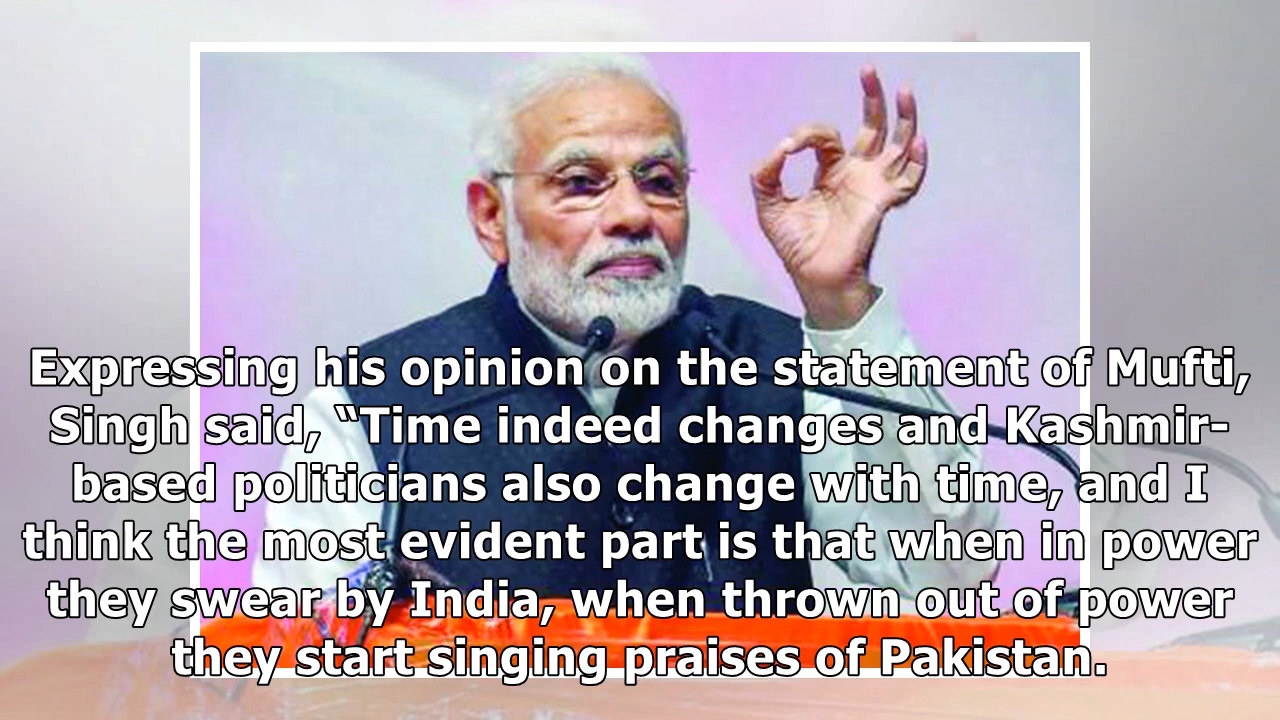 Expressing his opinion on the statement of Mufti,
Singh said, “Time indeed changes and Kashmir-
based politicians also change with time, and I
think the most evident part is that when in power
they swear by India, when thrown out of power
they start singing praises of Pakistan.